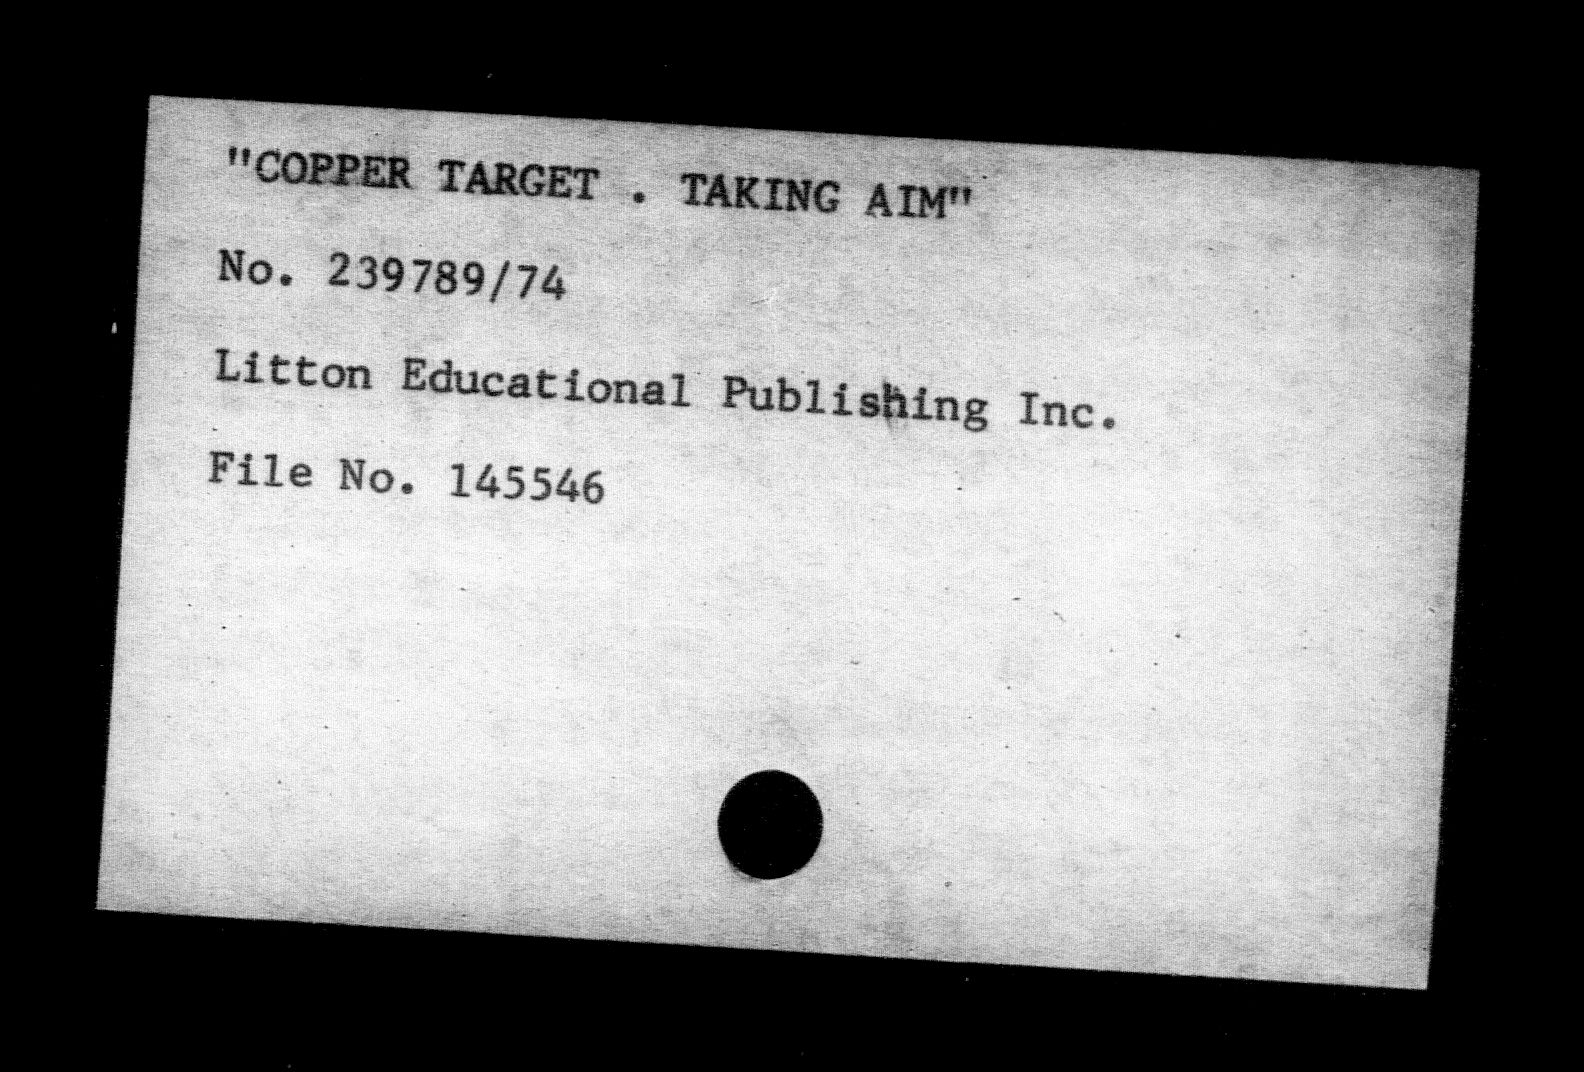 "COPPER TARGET . TAKING AIM"
No. 239789/74
Litton Educational Publishing Inc.
File No. 145546